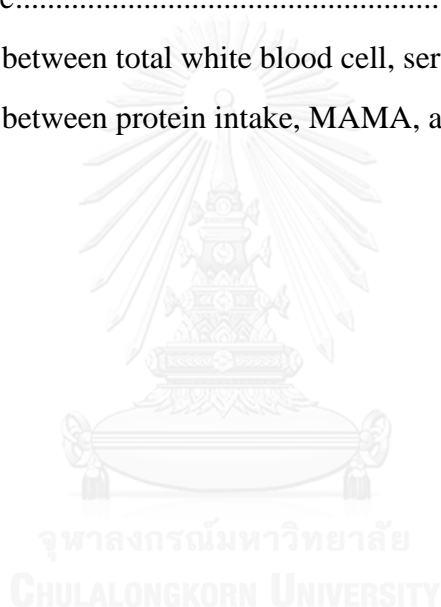 c..................................................
between total white blood cell, ser
between protein intake, MAMA, a
จุฬาลงกรณ์มหาวิทยาลัย
CHULALONGKORN UNIVERSITY